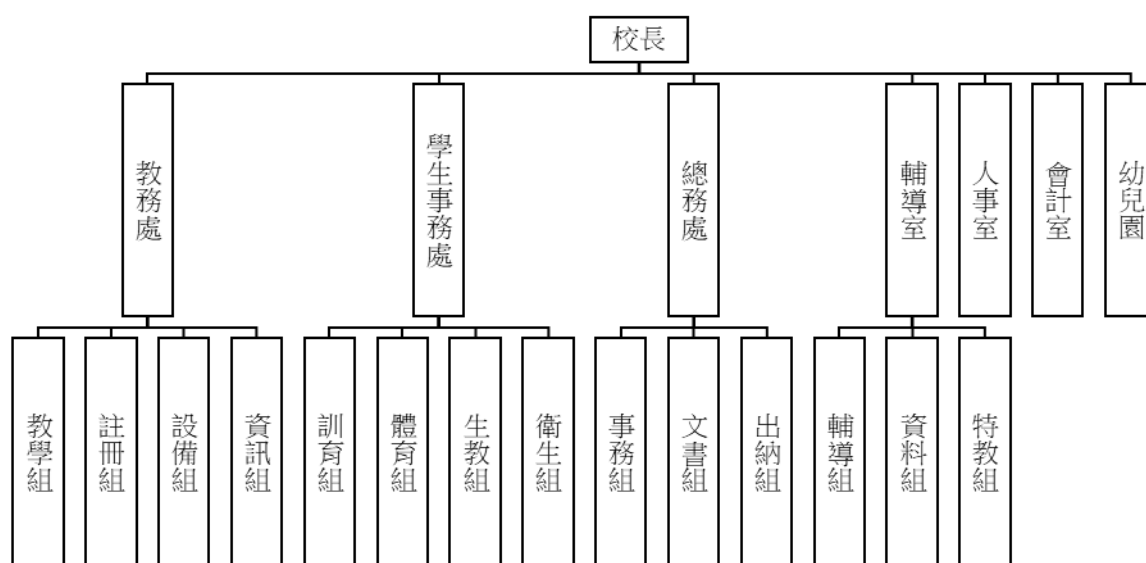 校長
教務處
學生事務處
總務處
輔導室
人事室
會計室
幼兒園
教學組
註冊組
設備組
資訊組
訓育組
體育組
生教組
衛生組
事務組
文書組
出納組
輔導組
資料組
特教組